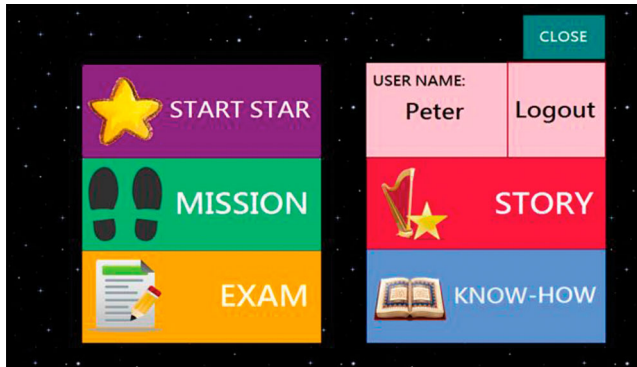 CLOSE
START STAR
USER NAME:
Peter
Logout
MISSION
STORY
EXAM
KNOW-HOW